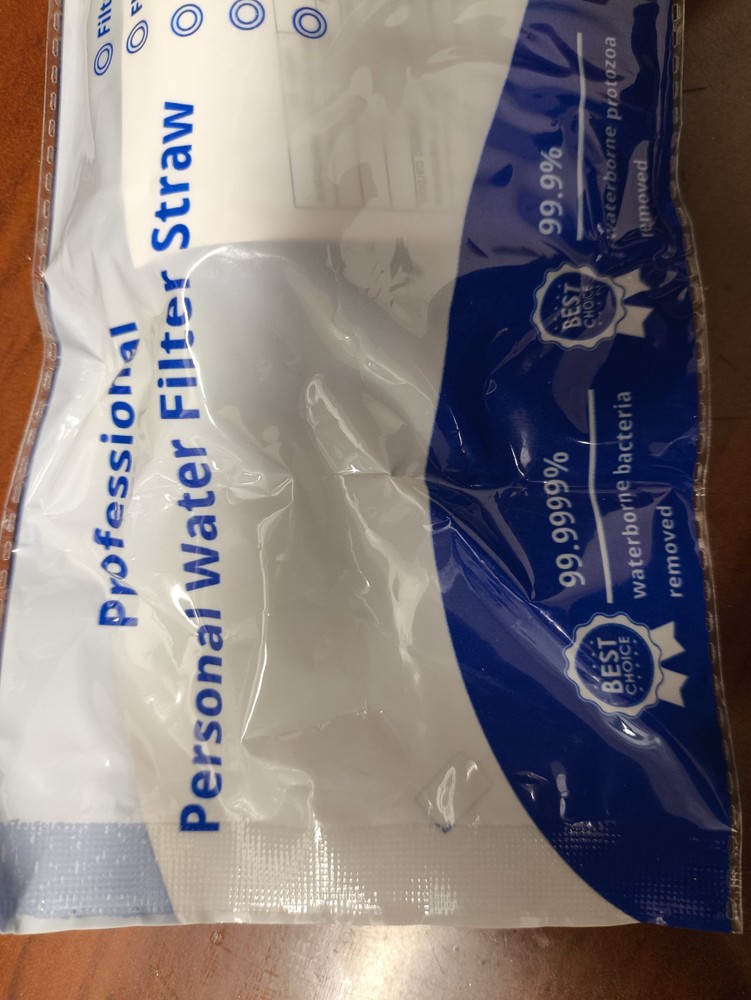 Professional
Personal Water Filter Straw
Filt
F
BEST
CHOICE
99.9999%
waterborne bacteria
removed
BEST
CHOICE
99.9%
waterborne protozoa
removed